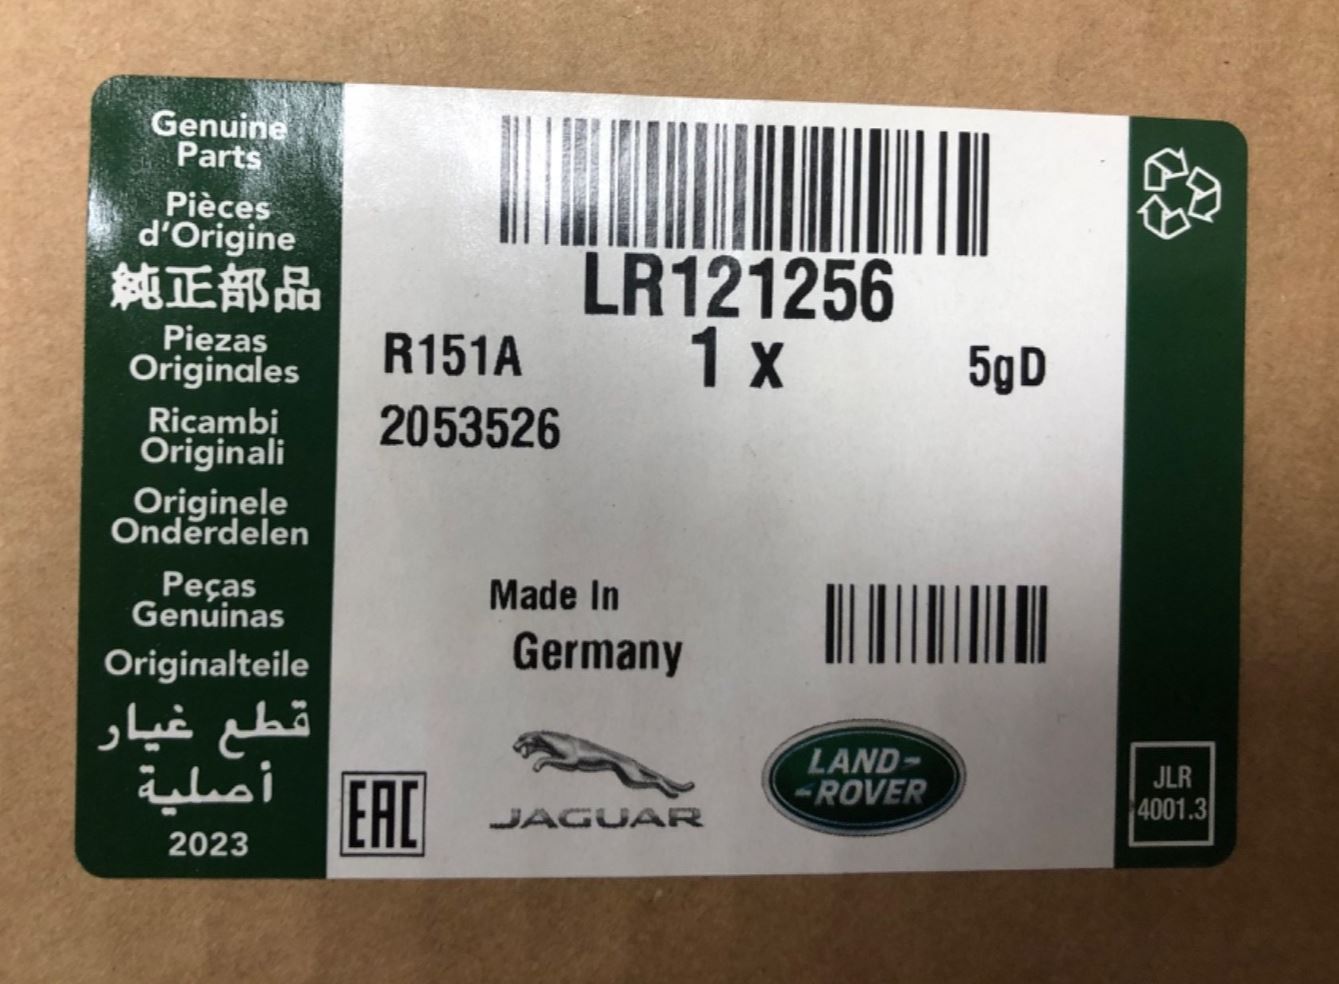 Genuine
Parts
Pièces
d'Origine
純正部品
Piezas
Originales
Ricambi
Originali
Originele
Onderdelen
Peças
Genuinas
Originalteile
قطع غيار
أصلية
2023
LR121256
R151A 1 x 5gD
2053526
Made In
Germany
EAC
JAGUAR
LAND-
-ROVER
JLR
4001.3